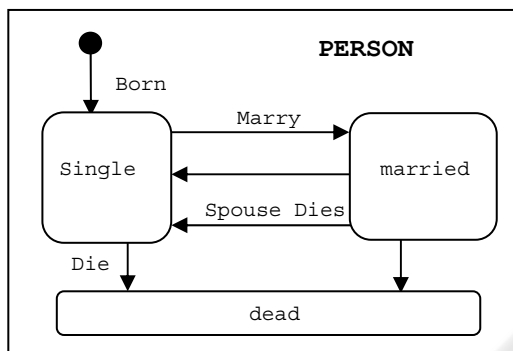 PERSON
Born
Marry
Single
married
Spouse Dies
Die
dead